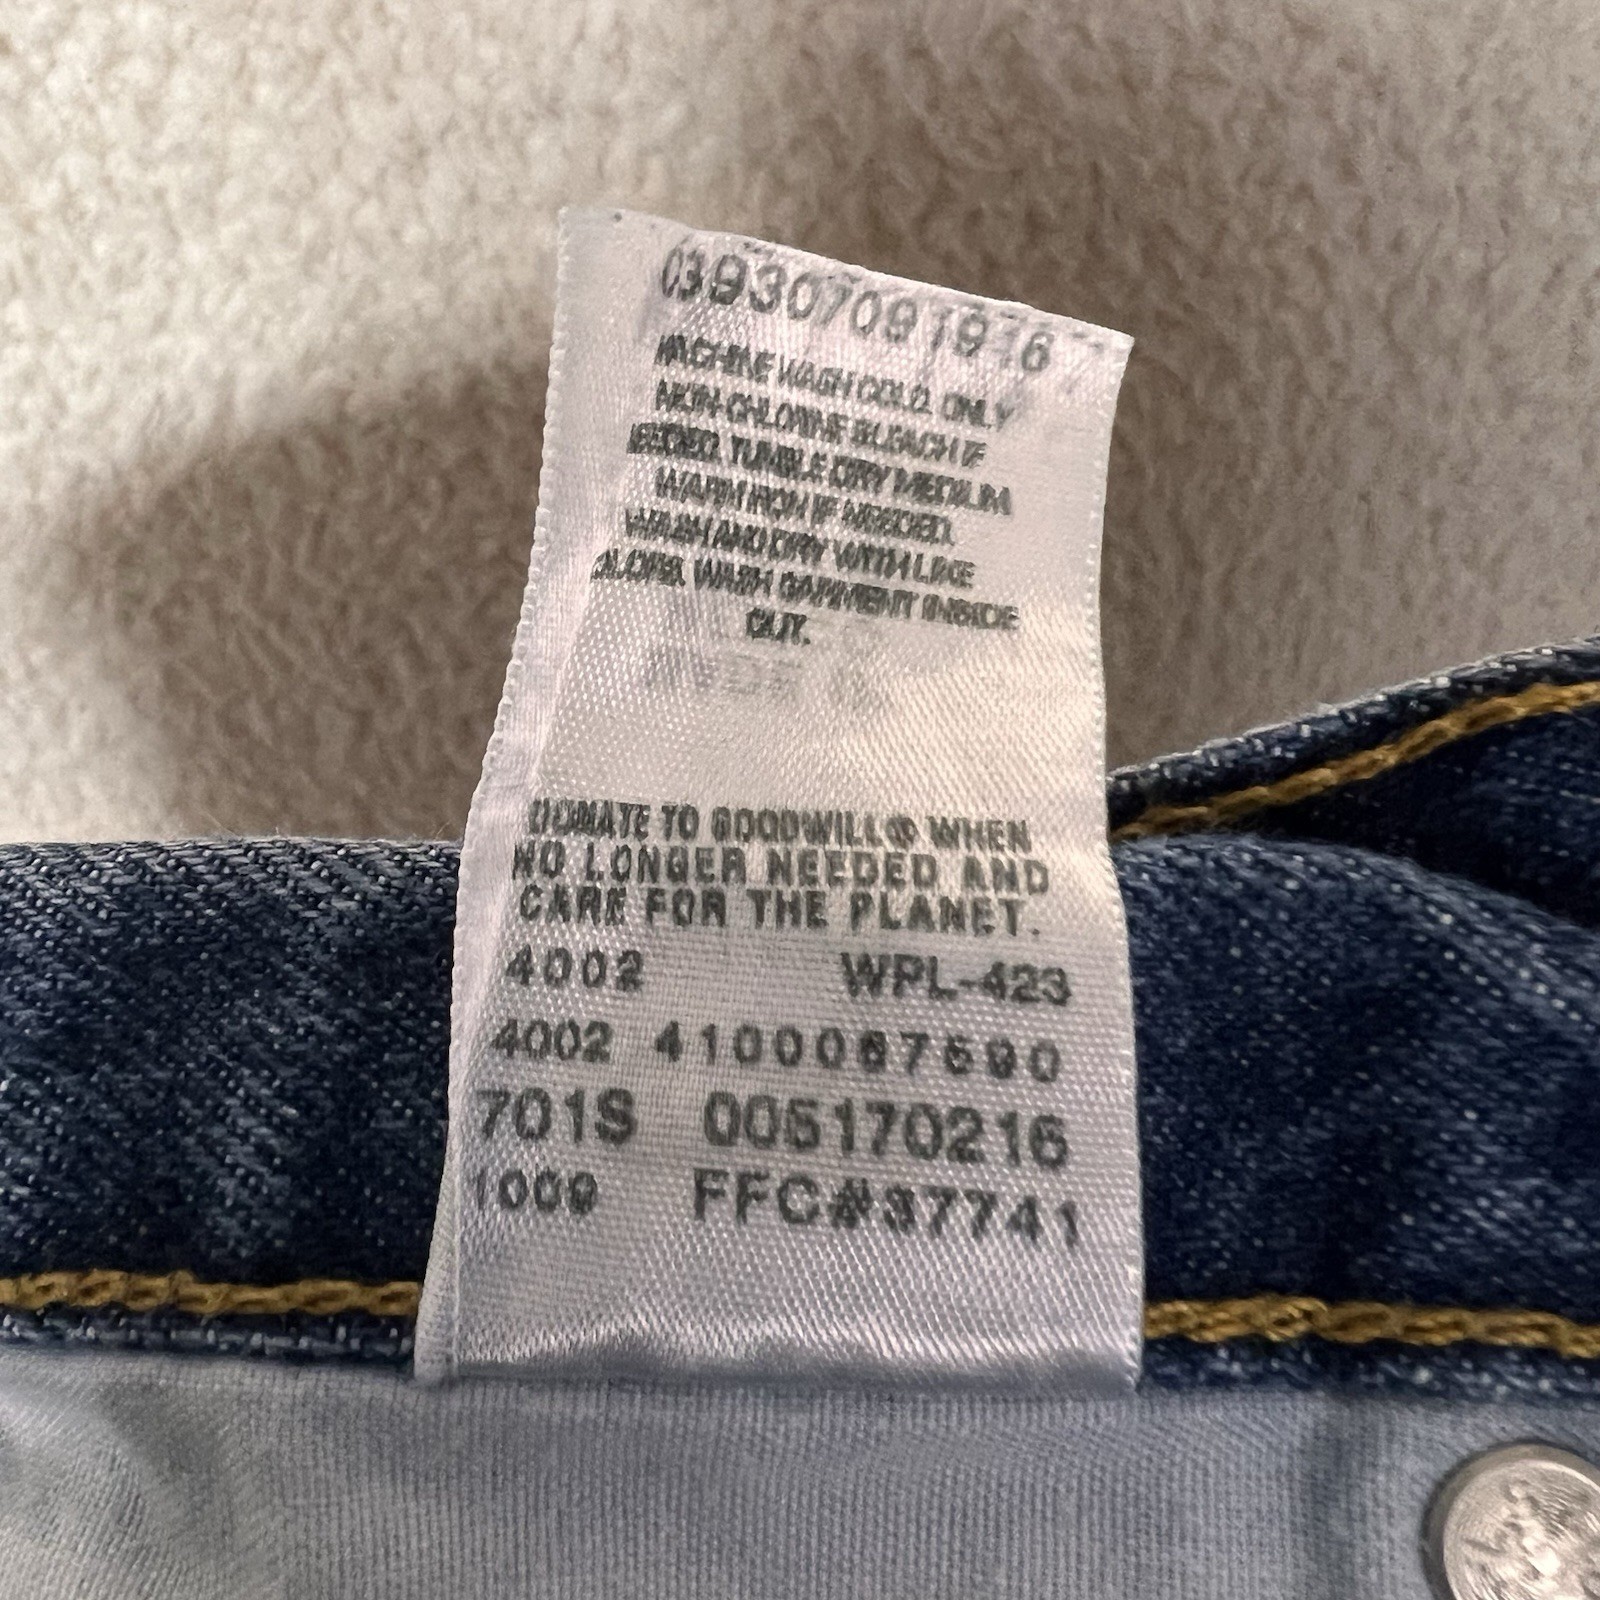 039307091916
MACHINE WASH COLD. ONLY
NON-CHLORINE BLEACH IF
NEEDED. TUMBLE DRY MEDIUM
WARM IRON IF NEEDED.
WASH AND DRY WITH LIKE
COLORS. WASH GARMENT INSIDE
OUT.
DONATE TO GOODWILL® WHEN
NO LONGER NEEDED AND
CARE FOR THE PLANET.
4002 WPL-423
4002 4100067690
701S 005170216
1009 FFC#37741